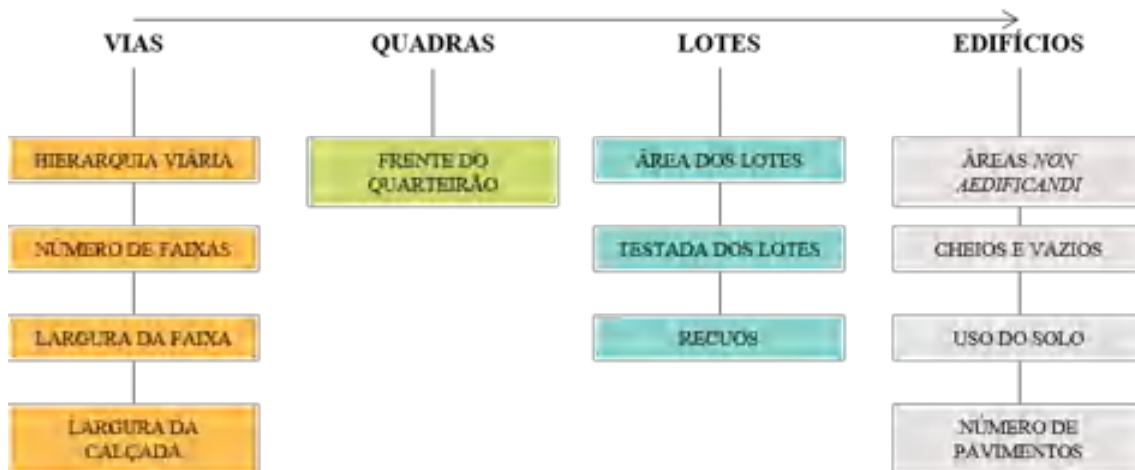 VIAS
HIERARQUIA VIÁRIA
NÚMERO DE FAIXAS
LARGURA DA FAIXA
LARGURA DA
CALÇADA
QUADRAS
FRENTE DO
QUARTEIRÃO
LOTES
ÁREA DOS LOTES
TESTADA DOS LOTES
RECUOS
EDIFÍCIOS
ÁREAS NON
AEDIFICANDI
CHEIOS E VAZIOS
USO DO SOLO
NÚMERO DE
PAVIMENTOS